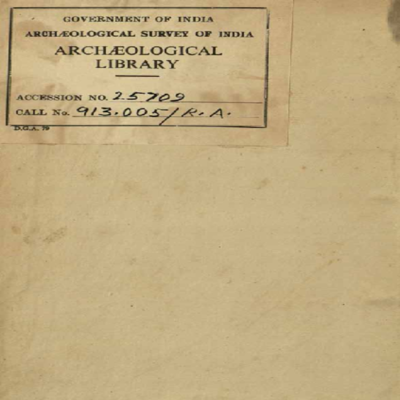 GOVERNMENT OF INDIA
ARCHÆOLOGICAL SURVEY OF INDIA
ARCHÆOLOGICAL
LIBRARY
ACCESSION NO. 25709
CALL No. 913.005/R.A.
D.G.A. 79